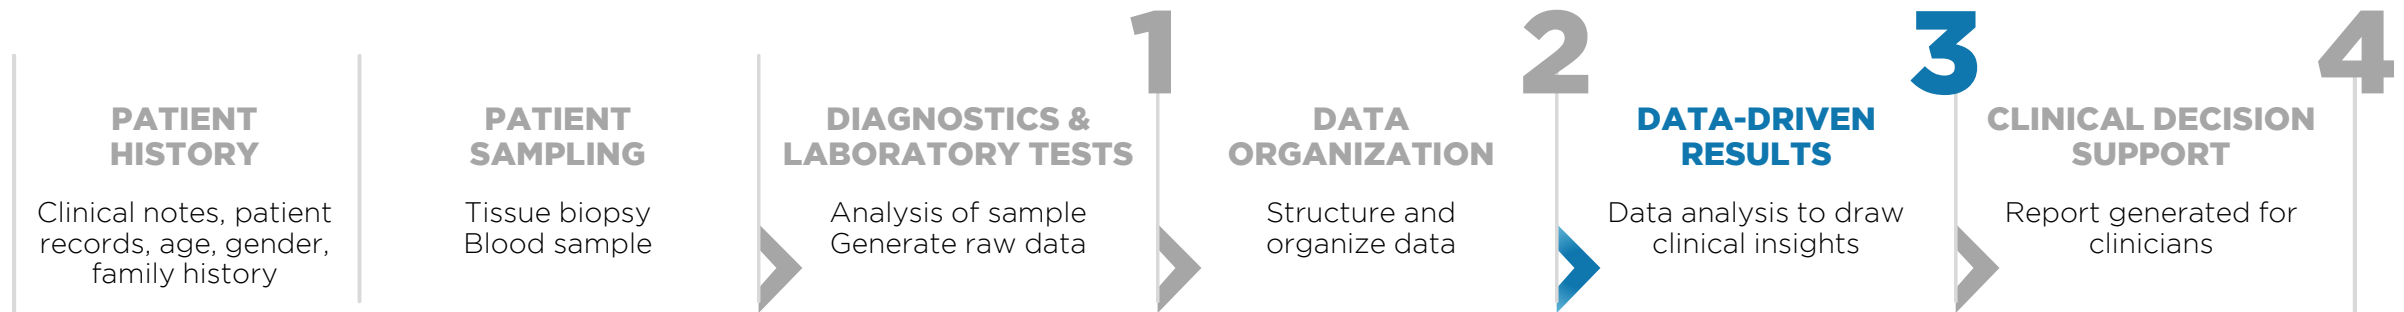 PATIENT
HISTORY
Clinical notes, patient
records, age, gender,
family history
PATIENT
SAMPLING
Tissue biopsy
Blood sample
1
DIAGNOSTICS &
LABORATORY TESTS
Analysis of sample
Generate raw data
2
DATA
ORGANIZATION
Structure and
organize data
3
DATA-DRIVEN
RESULTS
Data analysis to draw
clinical insights
4
CLINICAL DECISION
SUPPORT
Report generated for
clinicians